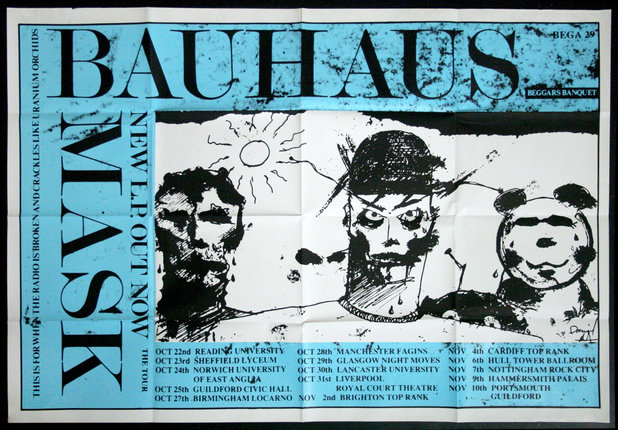 BAUHAUS
BEGA 29
BEGGARS BANQUET
THIS IS FOR WHEN THE RADIO IS BROKEN AND CRACKLES LIKE URANIUM ORCHIDS
MASK
NEW L.P. OUT NOW
THE TOUR
OCT 22nd READING UNIVERSITY
OCT 23rd SHEFFIELD LYCEUM
OCT 24th NORWICH UNIVERSITY
OF EAST ANGLIA
OCT 25th GUILDFORD CIVIC HALL
OCT 27th BIRMINGHAM LOCARNO
OCT 28th MANCHESTER FAGINS
OCT 29th GLASGOW NIGHT MOVES
OCT 30th LANCASTER UNIVERSITY
OCT 31st LIVERPOOL
ROYAL COURT THEATRE
NOV 2nd BRIGHTON TOP RANK
NOV 4th CARDIFF TOP RANK
NOV 6th HULL TOWER BALLROOM
NOV 7th NOTTINGHAM ROCK CITY
NOV 9th HAMMERSMITH PALAIS
NOV 10th PORTSMOUTH
GUILDFORD